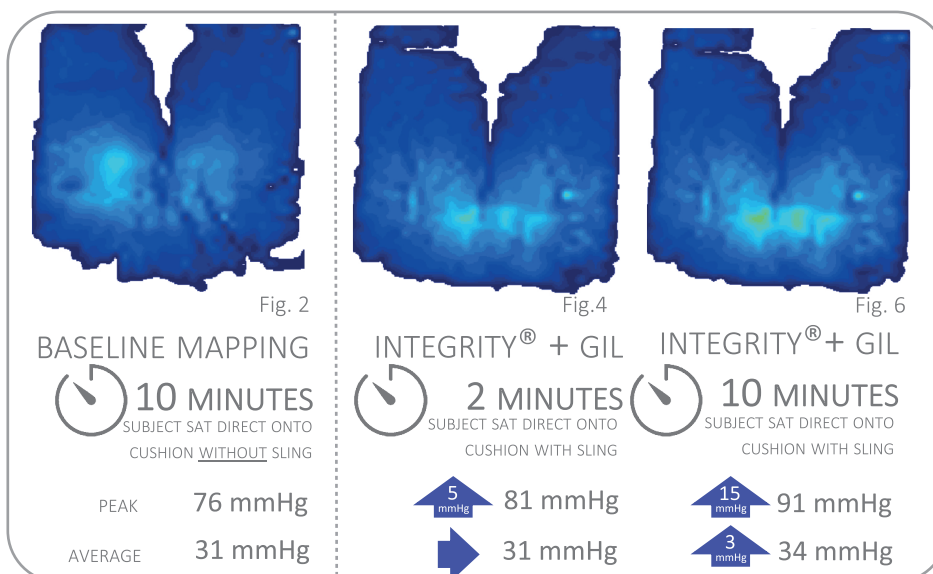 Fig. 2
BASELINE MAPPING
10 MINUTES
SUBJECT SAT DIRECT ONTO
CUSHION WITHOUT SLING
PEAK 76 mmHg
AVERAGE 31 mmHg
Fig.4
INTEGRITY® + GIL
2 MINUTES
SUBJECT SAT DIRECT ONTO
CUSHION WITH SLING
5
mmHg
81 mmHg
31 mmHg
Fig. 6
INTEGRITY®+ GIL
10 MINUTES
SUBJECT SAT DIRECT ONTO
CUSHION WITH SLING
15
mmHg
91 mmHg
3
mmHg
34 mmHg